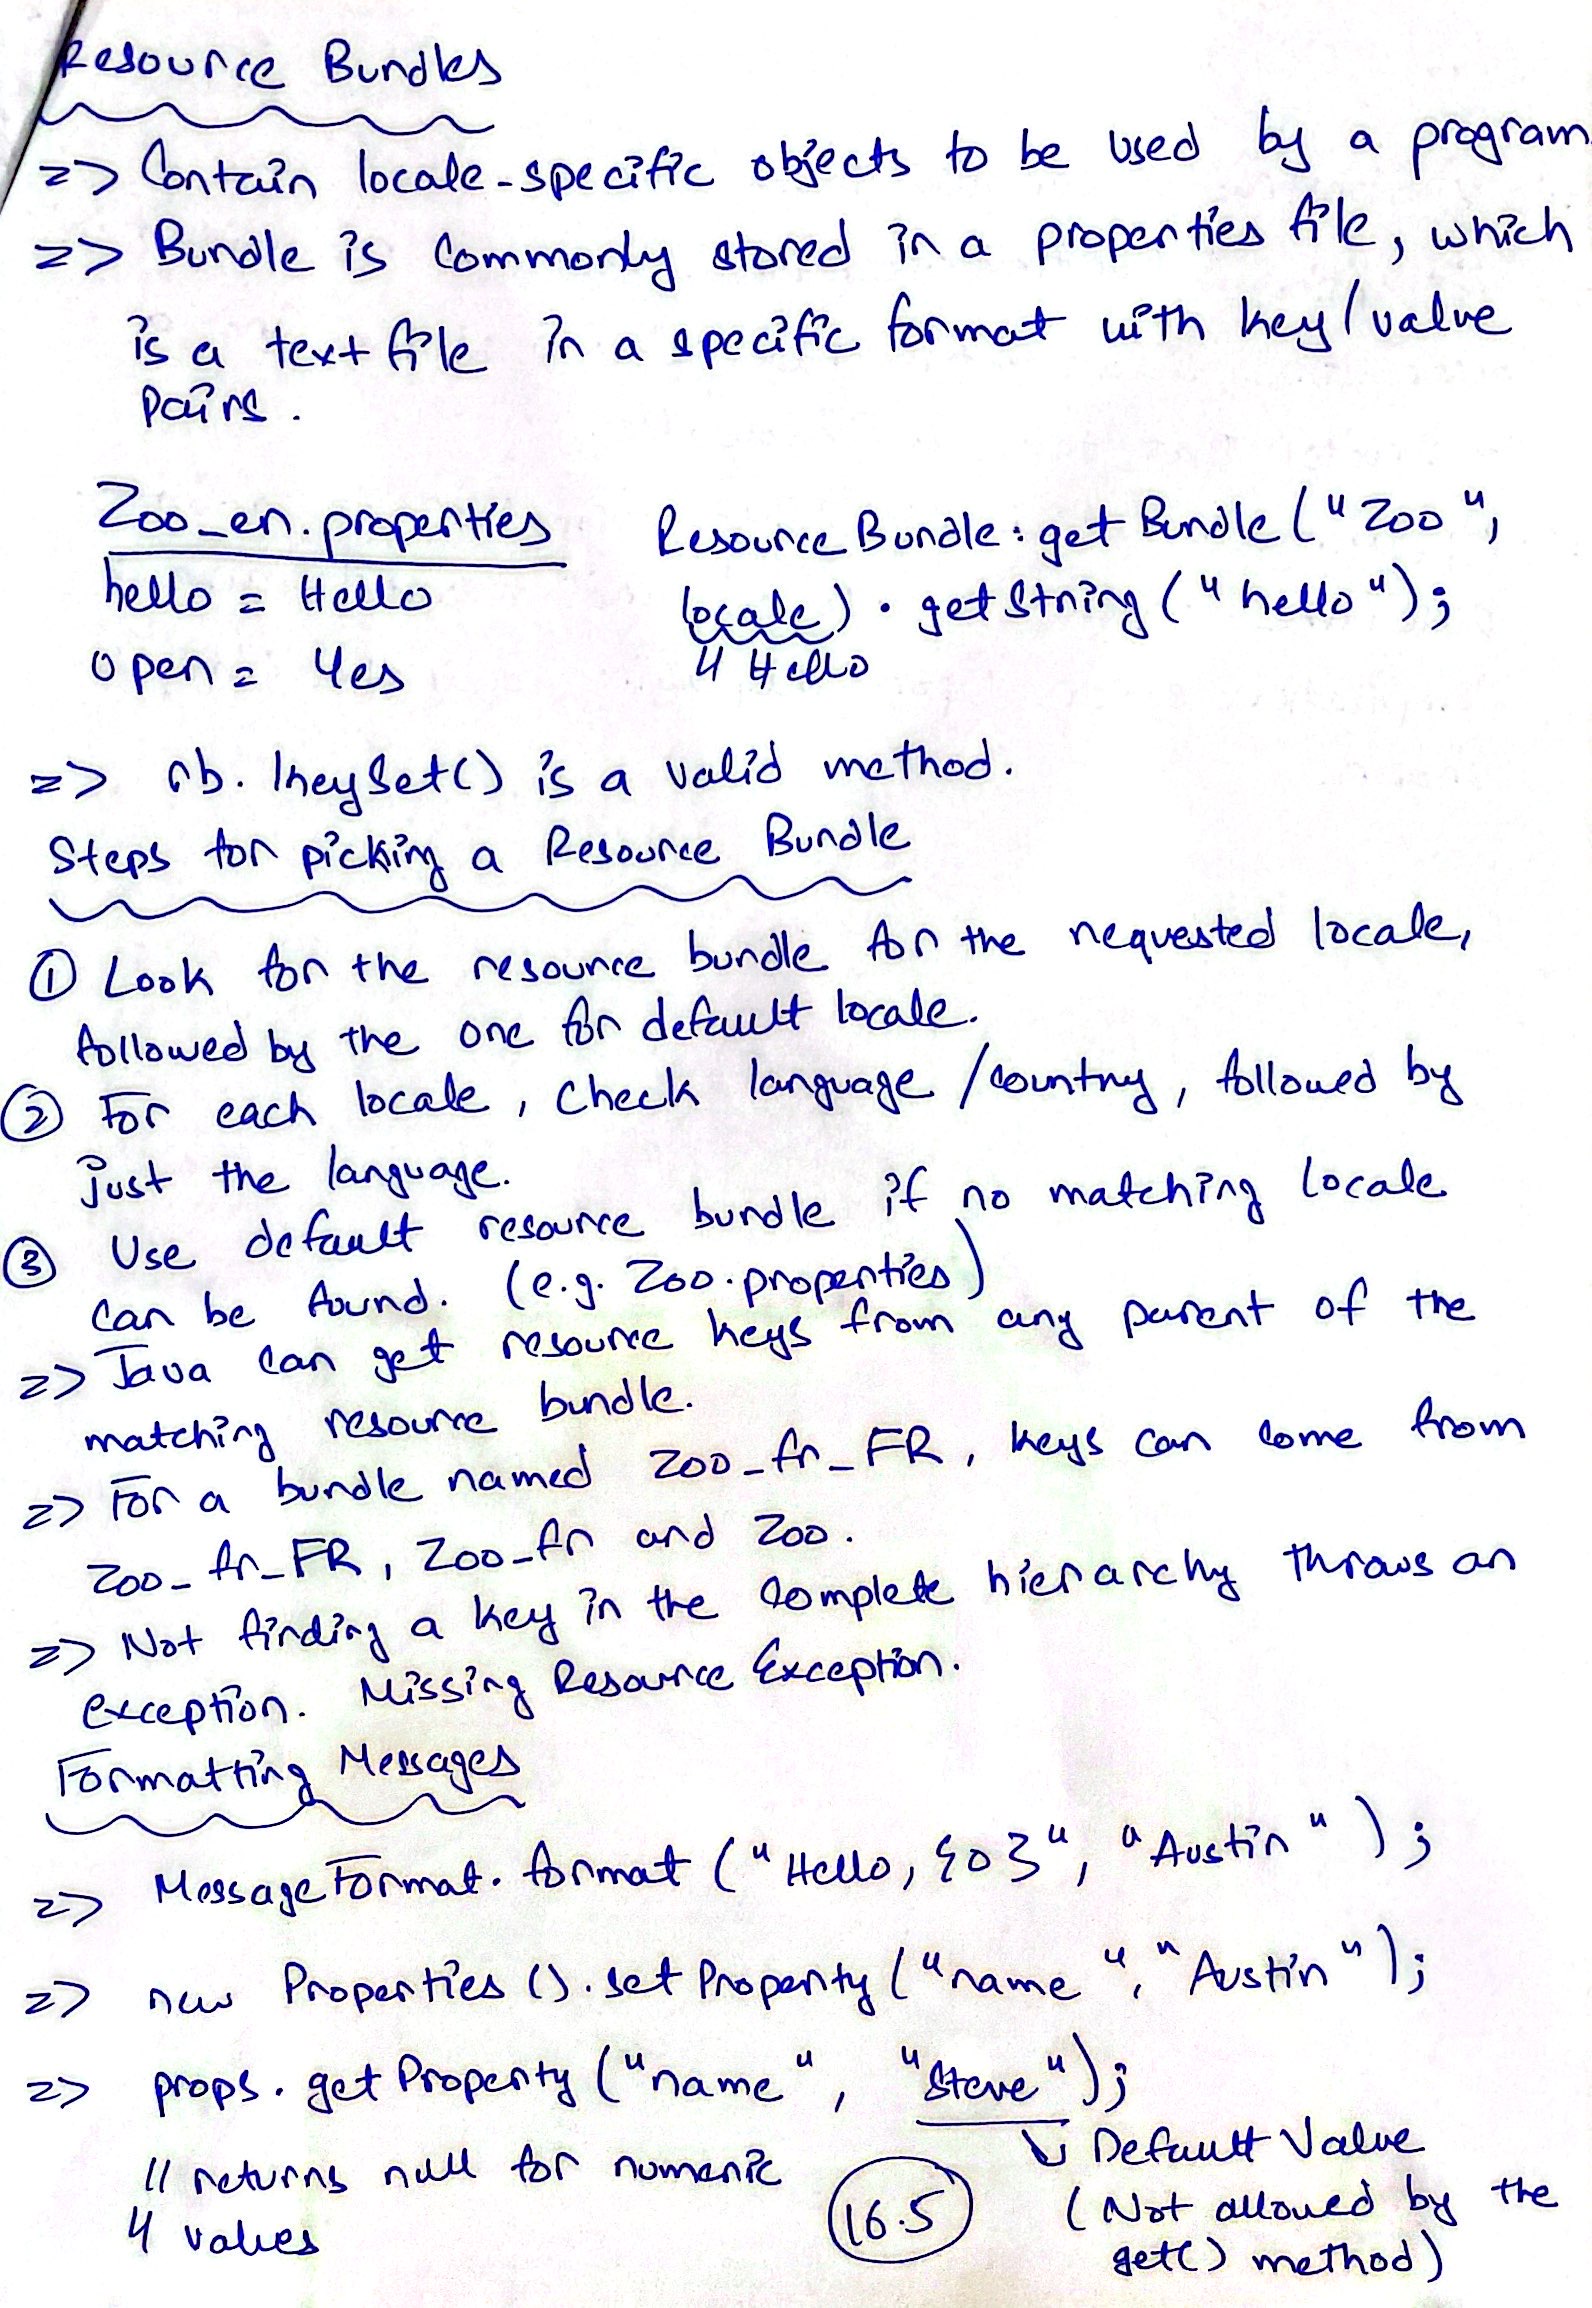 Resource Bundles
=> Contain locale-specific objects to be used by a program.
=> Bundle is commonly stored in a properties file, which
is a text file in a specific format with key/value
pairs.
Zoo_en.properties
hello = Hello
open = Yes
Resource Bundle: get Bundle ("Zoo",
locale).getString("hello");
// Hello
=> rb.keySet() is a valid method.
Steps for picking a Resource Bundle
① Look for the resource bundle for the requested locale,
followed by the one for default locale.
② For each locale, check language/country, followed by
just the language.
③ Use default resource bundle if no matching locale
can be found. (e.g. Zoo.properties)
=> Java can get resource keys from any parent of the
matching resource bundle.
=> For a bundle named Zoo_fr_FR, keys can come from
Zoo_fr_FR, Zoo_fr and Zoo.
=> Not finding a key in the complete hierarchy throws an
exception. Missing Resource Exception.
Formatting Messages
=> MessageFormat.format("Hello, {0}", "Austin");
=> new Properties().setProperty("name", "Austin");
=> props.getProperty("name", "Steve");
Default Value
(Not allowed by the
get() method)
// returns null for numeric
// values
16.5